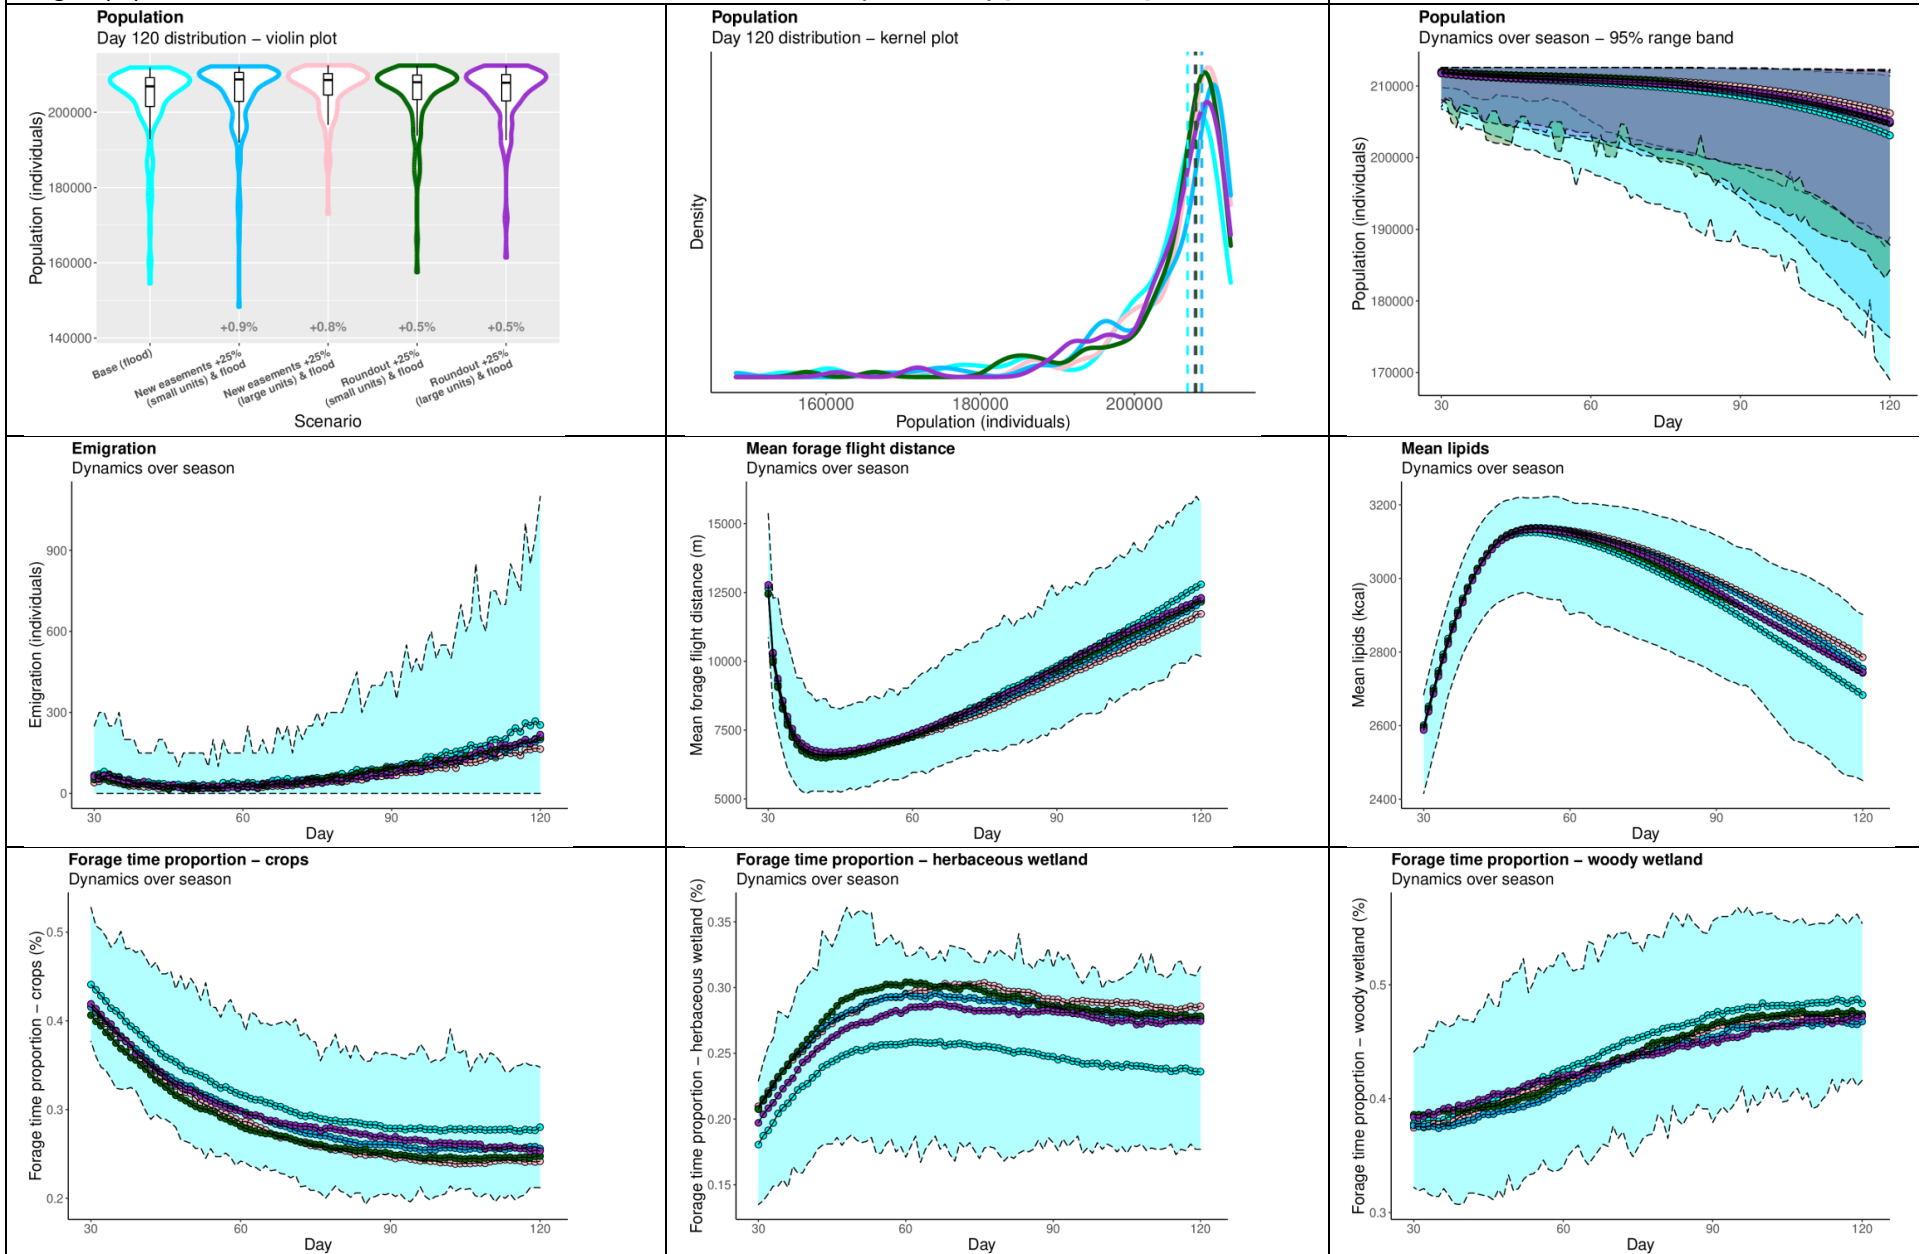 Population
Day 120 distribution – violin plot
Population (individuals)
200000
180000
160000
140000
+0.9%
+0.8%
+0.5%
+0.5%
Base (flood)
New easements +25%
(small units) & flood
New easements +25%
(large units) & flood
Roundout +25%
(small units) & flood
Roundout +25%
(large units) & flood
Scenario
Population
Day 120 distribution – kernel plot
Density
160000
180000
200000
Population (individuals)
Population
Dynamics over season – 95% range band
Population (individuals)
210000
200000
190000
180000
170000
30
60
90
120
Day
Emigration
Dynamics over season
Emigration (individuals)
900
600
300
0
30
60
90
120
Day
Mean forage flight distance
Dynamics over season
Mean forage flight distance (m)
15000
12500
10000
7500
5000
30
60
90
120
Day
Mean lipids
Dynamics over season
Mean lipids (kcal)
3200
3000
2800
2600
2400
30
60
90
120
Day
Forage time proportion – crops
Dynamics over season
Forage time proportion – crops (%)
0.5
0.4
0.3
0.2
30
60
90
120
Day
Forage time proportion – herbaceous wetland
Dynamics over season
Forage time proportion – herbaceous wetland (%)
0.35
0.30
0.25
0.20
0.15
30
60
90
120
Day
Forage time proportion – woody wetland
Dynamics over season
Forage time proportion – woody wetland (%)
0.5
0.4
0.3
30
60
90
120
Day